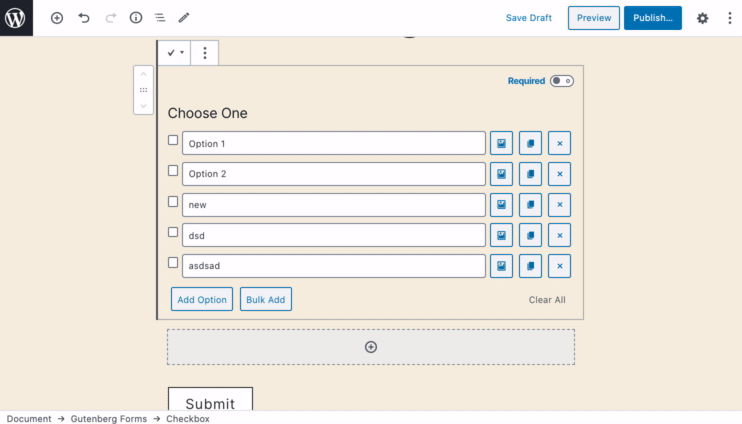 Save Draft Preview Publish...
Required
Choose One
Option 1
Option 2
new
dsd
asdsad
Add Option Bulk Add Clear All
Submit
Document → Gutenberg Forms → Checkbox